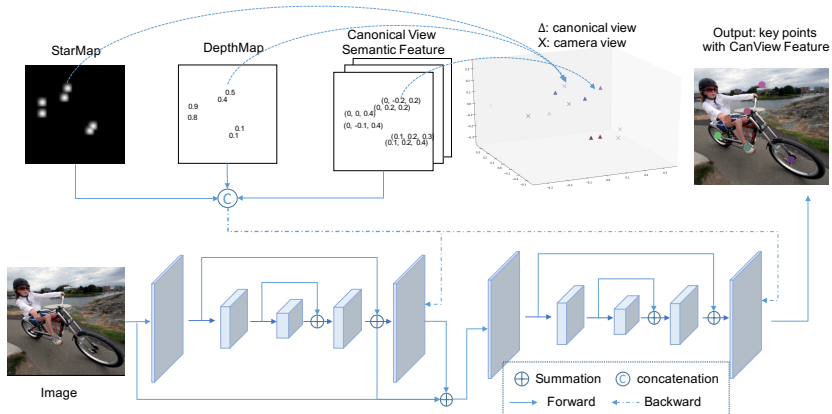 StarMap
DepthMap
Canonical View
Semantic Feature
Δ: canonical view
X: camera view
Output: key points
with CanView Feature
0.5
0.4
0.9
0.8
0.1
0.1
(0, -0.2, 0.2)
(0, 0.2, 0.2)
(0, 0, 0.4)
(0, -0.1, 0.4)
(0.1, 0.2, 0.3
(0.1, 0.2, 0.4)
C
Image
Summation
C
concatenation
Forward
Backward